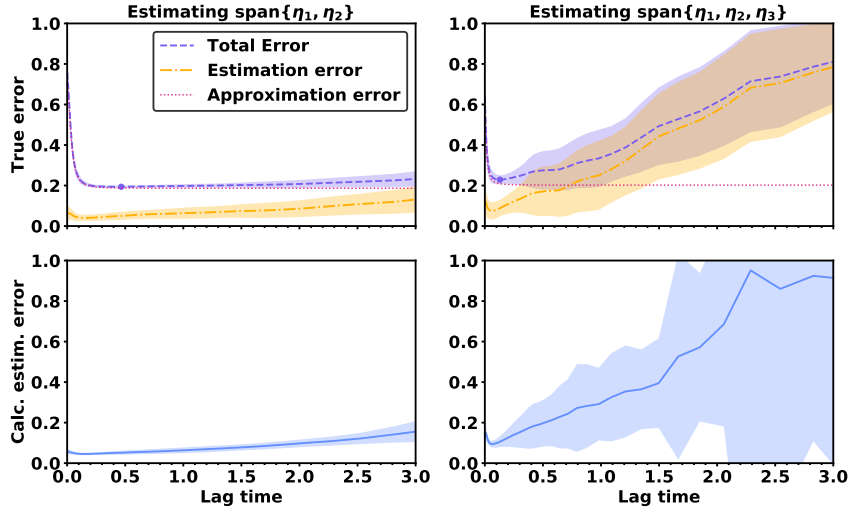 Estimating span{η1, η2}
Estimating span{η1, η2, η3}
True error
1.0
0.8
0.6
0.4
0.2
0.0
Total Error
Estimation error
Approximation error
1.0
0.8
0.6
0.4
0.2
0.0
Calc. estim. error
1.0
0.8
0.6
0.4
0.2
0.0
0.0 0.5 1.0 1.5 2.0 2.5 3.0
Lag time
1.0
0.8
0.6
0.4
0.2
0.0
0.0 0.5 1.0 1.5 2.0 2.5 3.0
Lag time